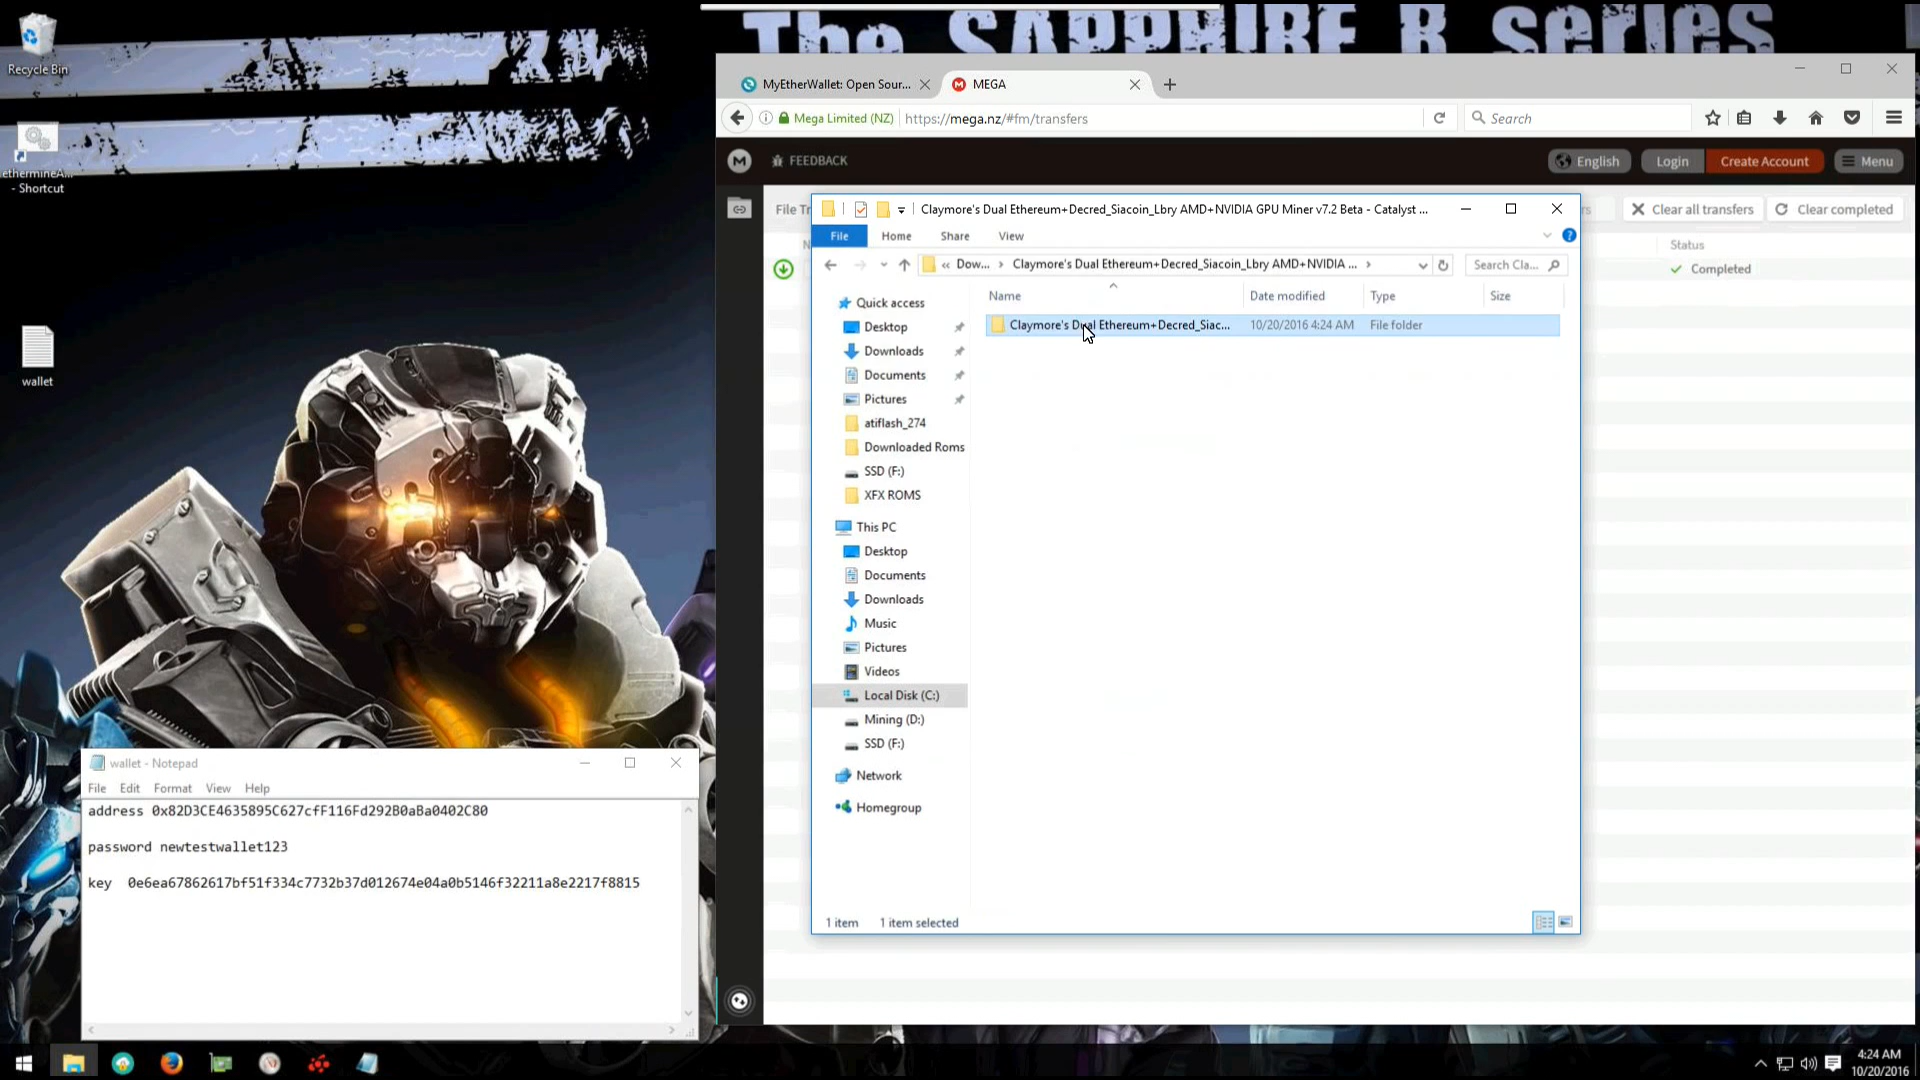 The SAPPHIRE R series
Recycle Bin
ethermineA...
- Shortcut
wallet
MyEtherWallet: Open Sour...
MEGA
Mega Limited (NZ)
https://mega.nz/#fm/transfers
Search
FEEDBACK
English
Login
Create Account
Menu
File Tr
rs
Clear all transfers
Clear completed
Status
Completed
Claymore's Dual Ethereum+Decred_Siacoin_Lbry AMD+NVIDIA GPU Miner v7.2 Beta - Catalyst ...
File
Home
Share
View
« Dow... › Claymore's Dual Ethereum+Decred_Siacoin_Lbry AMD+NVIDIA ... ›
Search Cla...
Name
Date modified
Type
Size
Claymore's Dual Ethereum+Decred_Siac...
10/20/2016 4:24 AM
File folder
Quick access
Desktop
Downloads
Documents
Pictures
atiflash_274
Downloaded Roms
SSD (F:)
XFX ROMS
This PC
Desktop
Documents
Downloads
Music
Pictures
Videos
Local Disk (C:)
Mining (D:)
SSD (F:)
Network
Homegroup
1 item
1 item selected
wallet - Notepad
File
Edit
Format
View
Help
address 0x82D3CE4635895C627cfF116Fd292B0aBa0402C80
password newtestwallet123
key 0e6ea67862617bf51f334c7732b37d012674e04a0b5146f32211a8e2217f8815
4:24 AM
10/20/2016